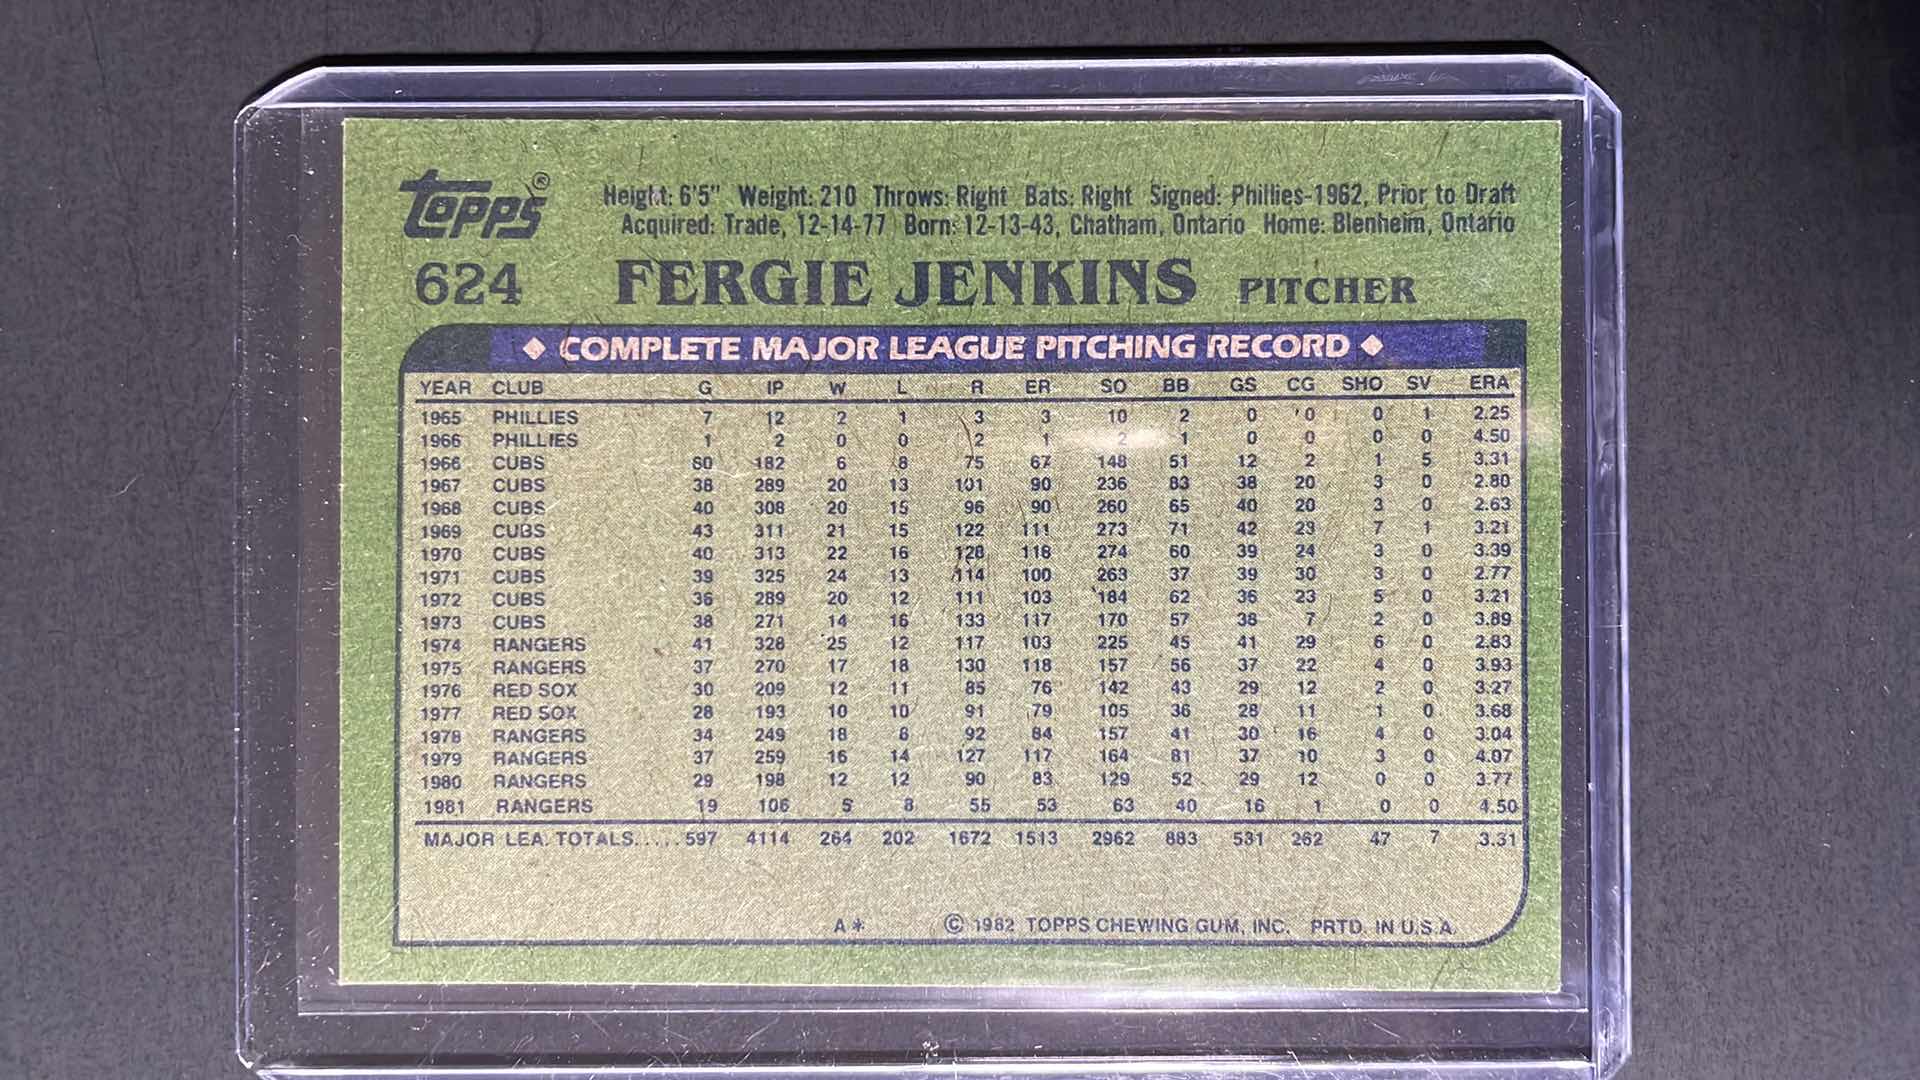 Topps®
Height: 6'5" Weight: 210 Throws: Right Bats: Right Signed: Phillies-1962, Prior to Draft
Acquired: Trade, 12-14-77 Born: 12-13-43, Chatham, Ontario Home: Blenheim, Ontario
624 FERGIE JENKINS PITCHER
◆ COMPLETE MAJOR LEAGUE PITCHING RECORD ◆
YEAR CLUB G IP W L R ER SO BB GS CG SHO SV ERA
1965 PHILLIES 7 12 2 1 3 3 10 2 0 0 0 1 2.25
1966 PHILLIES 1 2 0 0 2 1 2 1 0 0 0 0 4.50
1966 CUBS 60 182 6 8 75 67 148 51 12 2 1 5 3.31
1967 CUBS 38 289 20 13 101 90 236 83 38 20 3 0 2.80
1968 CUBS 40 308 20 15 96 90 260 65 40 20 3 0 2.63
1969 CUBS 43 311 21 15 122 111 273 71 42 23 7 1 3.21
1970 CUBS 40 313 22 16 128 118 274 60 39 24 3 0 3.39
1971 CUBS 39 325 24 13 114 100 263 37 39 30 3 0 2.77
1972 CUBS 36 289 20 12 111 103 184 62 36 23 5 0 3.21
1973 CUBS 38 271 14 16 133 117 170 57 38 7 2 0 3.89
1974 RANGERS 41 328 25 12 117 103 225 45 41 29 6 0 2.83
1975 RANGERS 37 270 17 18 130 118 157 56 37 22 4 0 3.93
1976 RED SOX 30 209 12 11 85 76 142 43 29 12 2 0 3.27
1977 RED SOX 28 193 10 10 91 79 105 36 28 11 1 0 3.68
1978 RANGERS 34 249 18 8 92 84 157 41 30 16 4 0 3.04
1979 RANGERS 37 259 16 14 127 117 164 81 37 10 3 0 4.07
1980 RANGERS 29 198 12 12 90 83 129 52 29 12 0 0 3.77
1981 RANGERS 19 106 5 8 55 53 63 40 16 1 0 0 4.50
MAJOR LEA. TOTALS..... 597 4114 264 202 1672 1513 2962 883 531 262 47 7 3.31
A* © 1982 TOPPS CHEWING GUM, INC. PRTD. IN U.S.A.